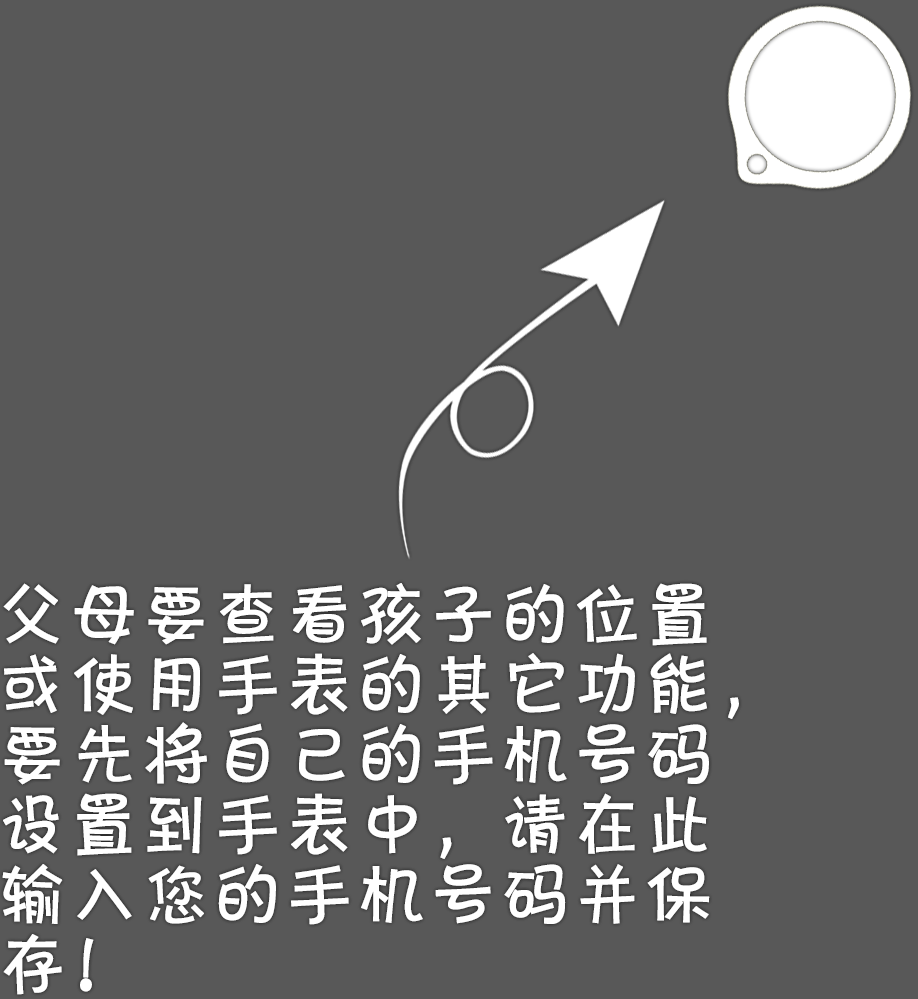 父母要查看孩子的位置
或使用手表的其它功能，
要先将自己的手机号码
设置到手表中，请在此
输入您的手机号码并保
存！